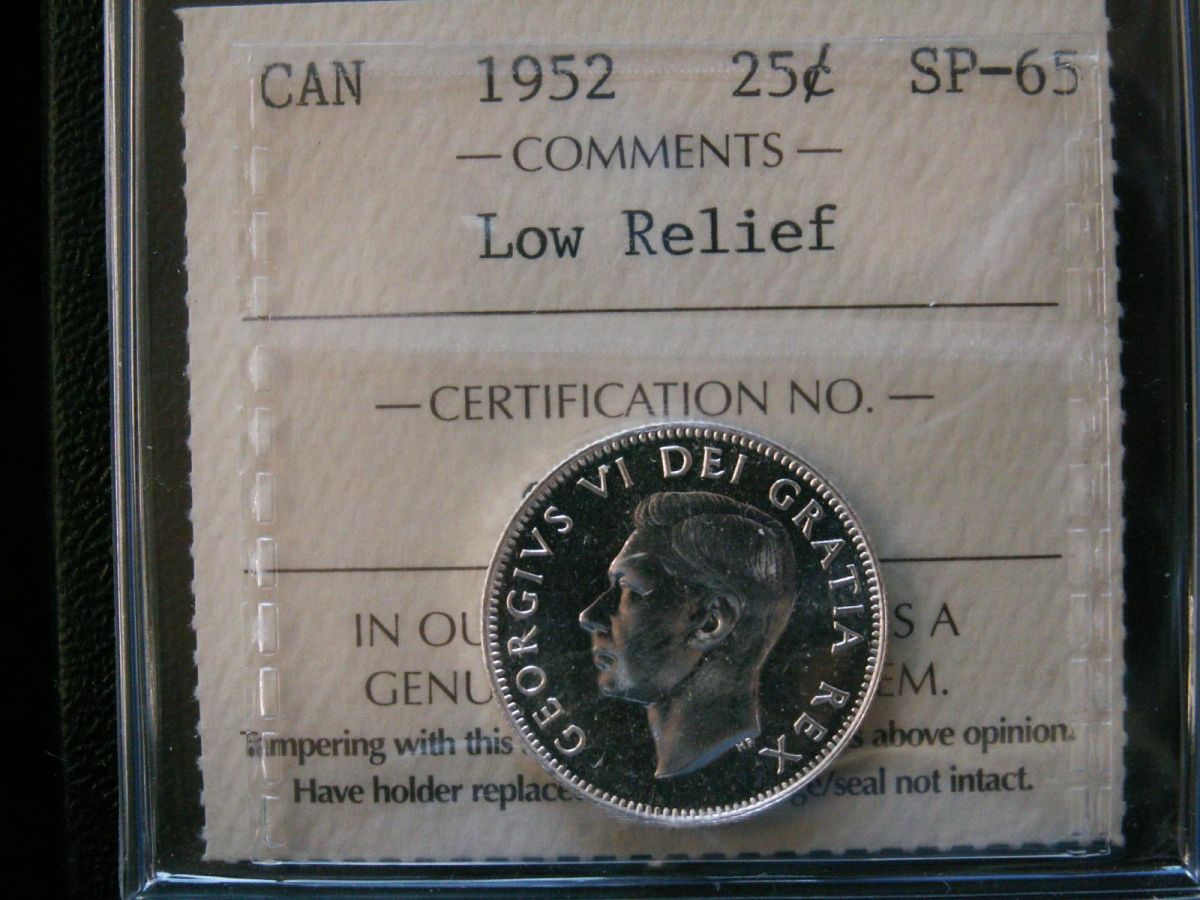 CAN 1952 25¢ SP-65
— COMMENTS —
Low Relief
— CERTIFICATION NO. —
GEORGIVS VI DEI GRATIA REX
HP
IN OU S A
GENU EM.
Tampering with this s above opinion.
Have holder replace ge/seal not intact.